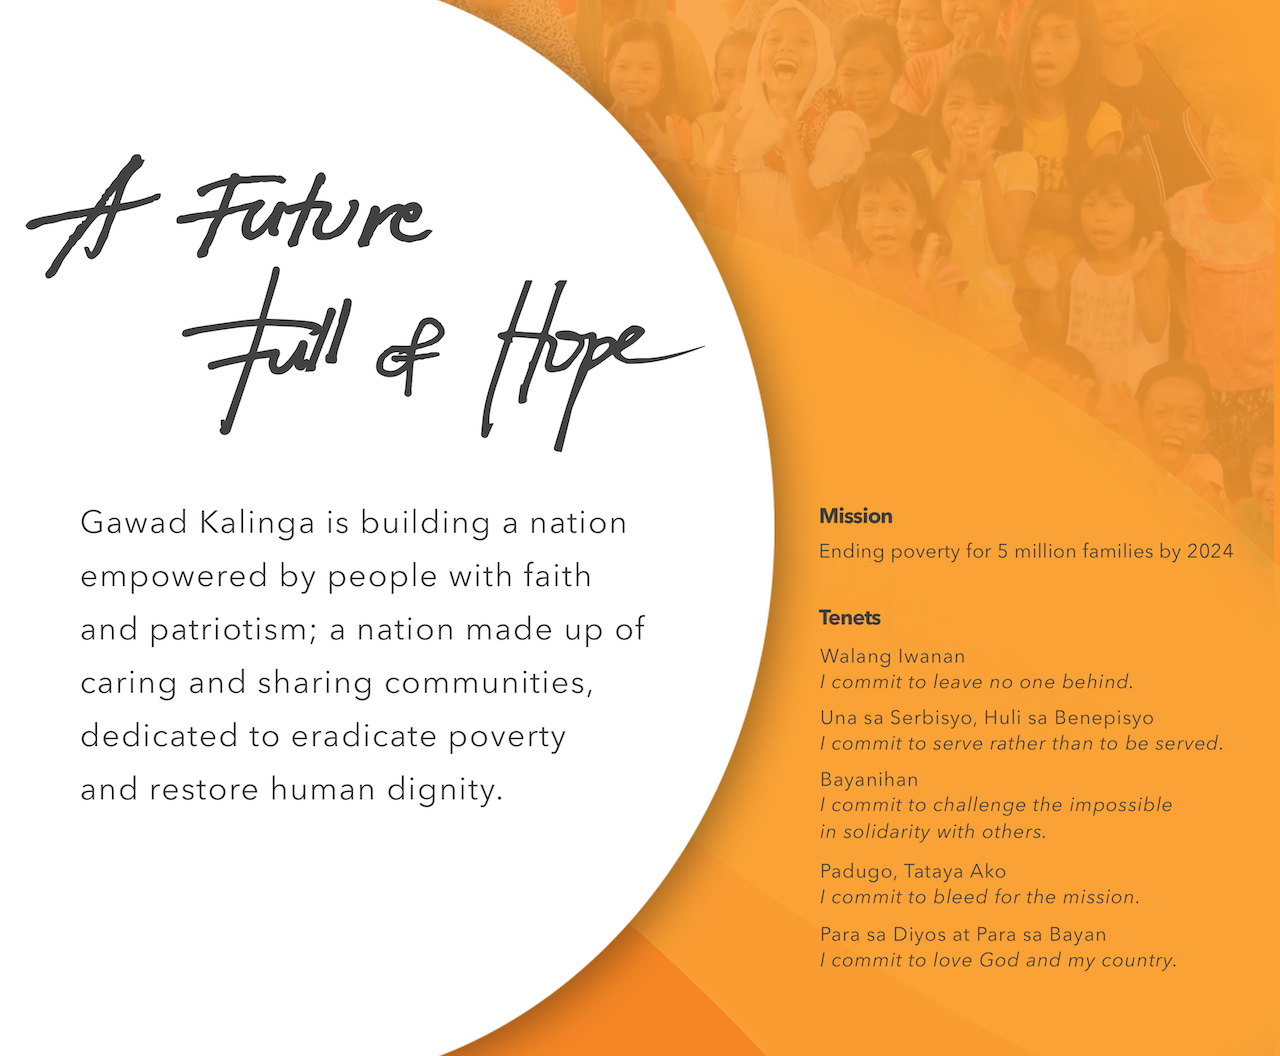 A Future
Full of Hope
Gawad Kalinga is building a nation
empowered by people with faith
and patriotism; a nation made up of
caring and sharing communities,
dedicated to eradicate poverty
and restore human dignity.
Mission
Ending poverty for 5 million families by 2024
Tenets
Walang Iwanan
I commit to leave no one behind.
Una sa Serbisyo, Huli sa Benepisyo
I commit to serve rather than to be served.
Bayanihan
I commit to challenge the impossible
in solidarity with others.
Padugo, Tataya Ako
I commit to bleed for the mission.
Para sa Diyos at Para sa Bayan
I commit to love God and my country.